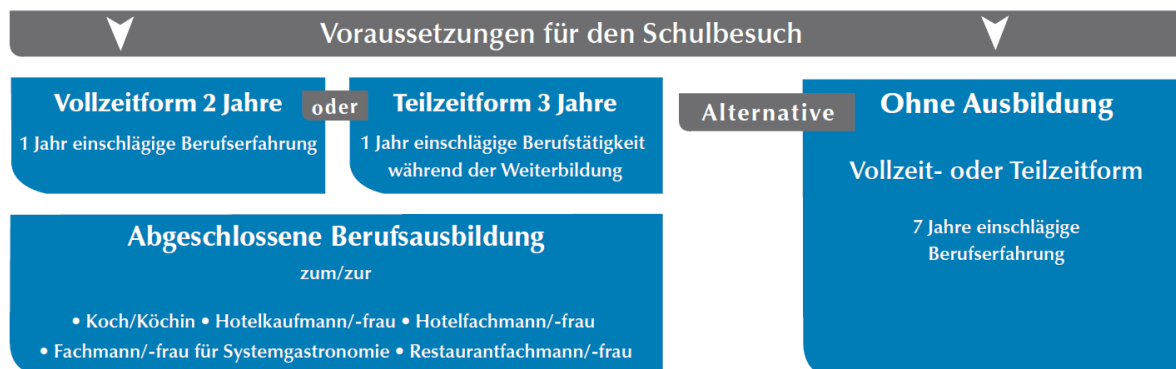 Voraussetzungen für den Schulbesuch
Vollzeitform 2 Jahre
1 Jahr einschlägige Berufserfahrung
oder
Teilzeitform 3 Jahre
1 Jahr einschlägige Berufstätigkeit
während der Weiterbildung
Abgeschlossene Berufsausbildung
zum/zur
• Koch/Köchin • Hotelkaufmann/-frau • Hotelfachmann/-frau
• Fachmann/-frau für Systemgastronomie • Restaurantfachmann/-frau
Alternative
Ohne Ausbildung
Vollzeit- oder Teilzeitform
7 Jahre einschlägige
Berufserfahrung